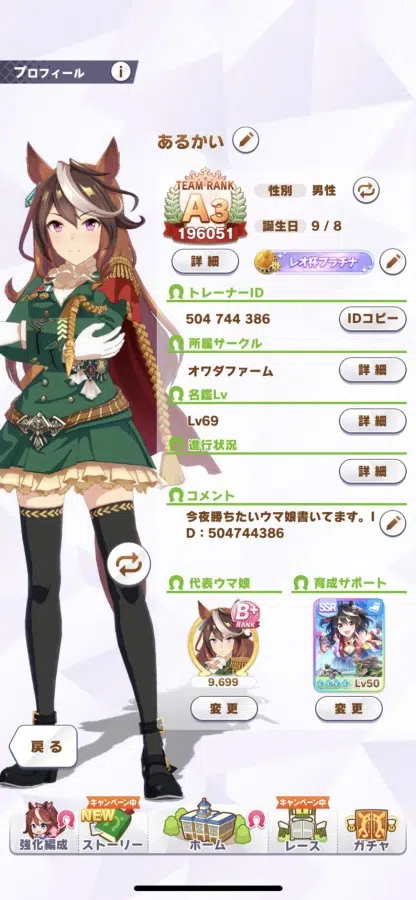 プロフィール
i
あるかい
TEAM RANK
A3
196051
性別 男性
誕生日 9 / 8
詳細
レオ杯プラチナ
トレーナーID
504 744 386
IDコピー
所属サークル
オワダファーム
詳細
名鑑Lv
Lv69
詳細
進行状況
詳細
コメント
今夜勝ちたいウマ娘書いてます。I
D：504744386
代表ウマ娘
育成サポート
B+
RANK
SSR
9,699
Lv50
変更
変更
戻る
キャンペーン中
キャンペーン中
NEW
強化編成
ストーリー
ホーム
レース
ガチャ